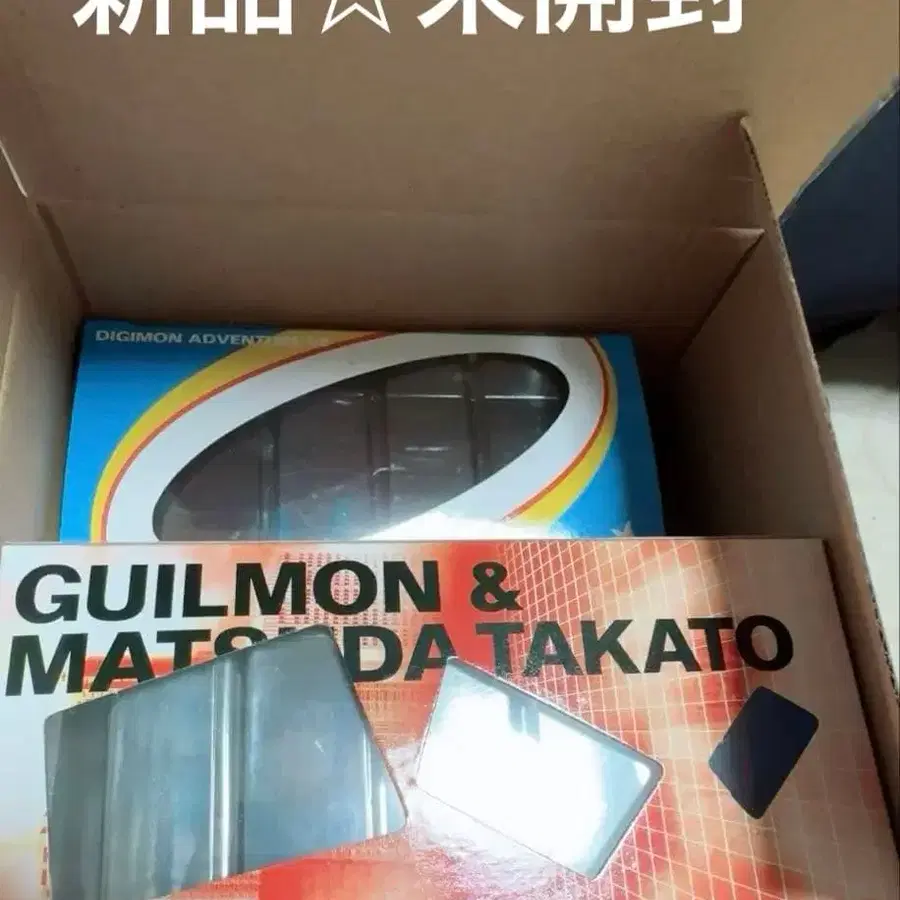 新品☆未開封
DIGIMON ADVENTURE
GUILMON &
MATSUDA TAKATO